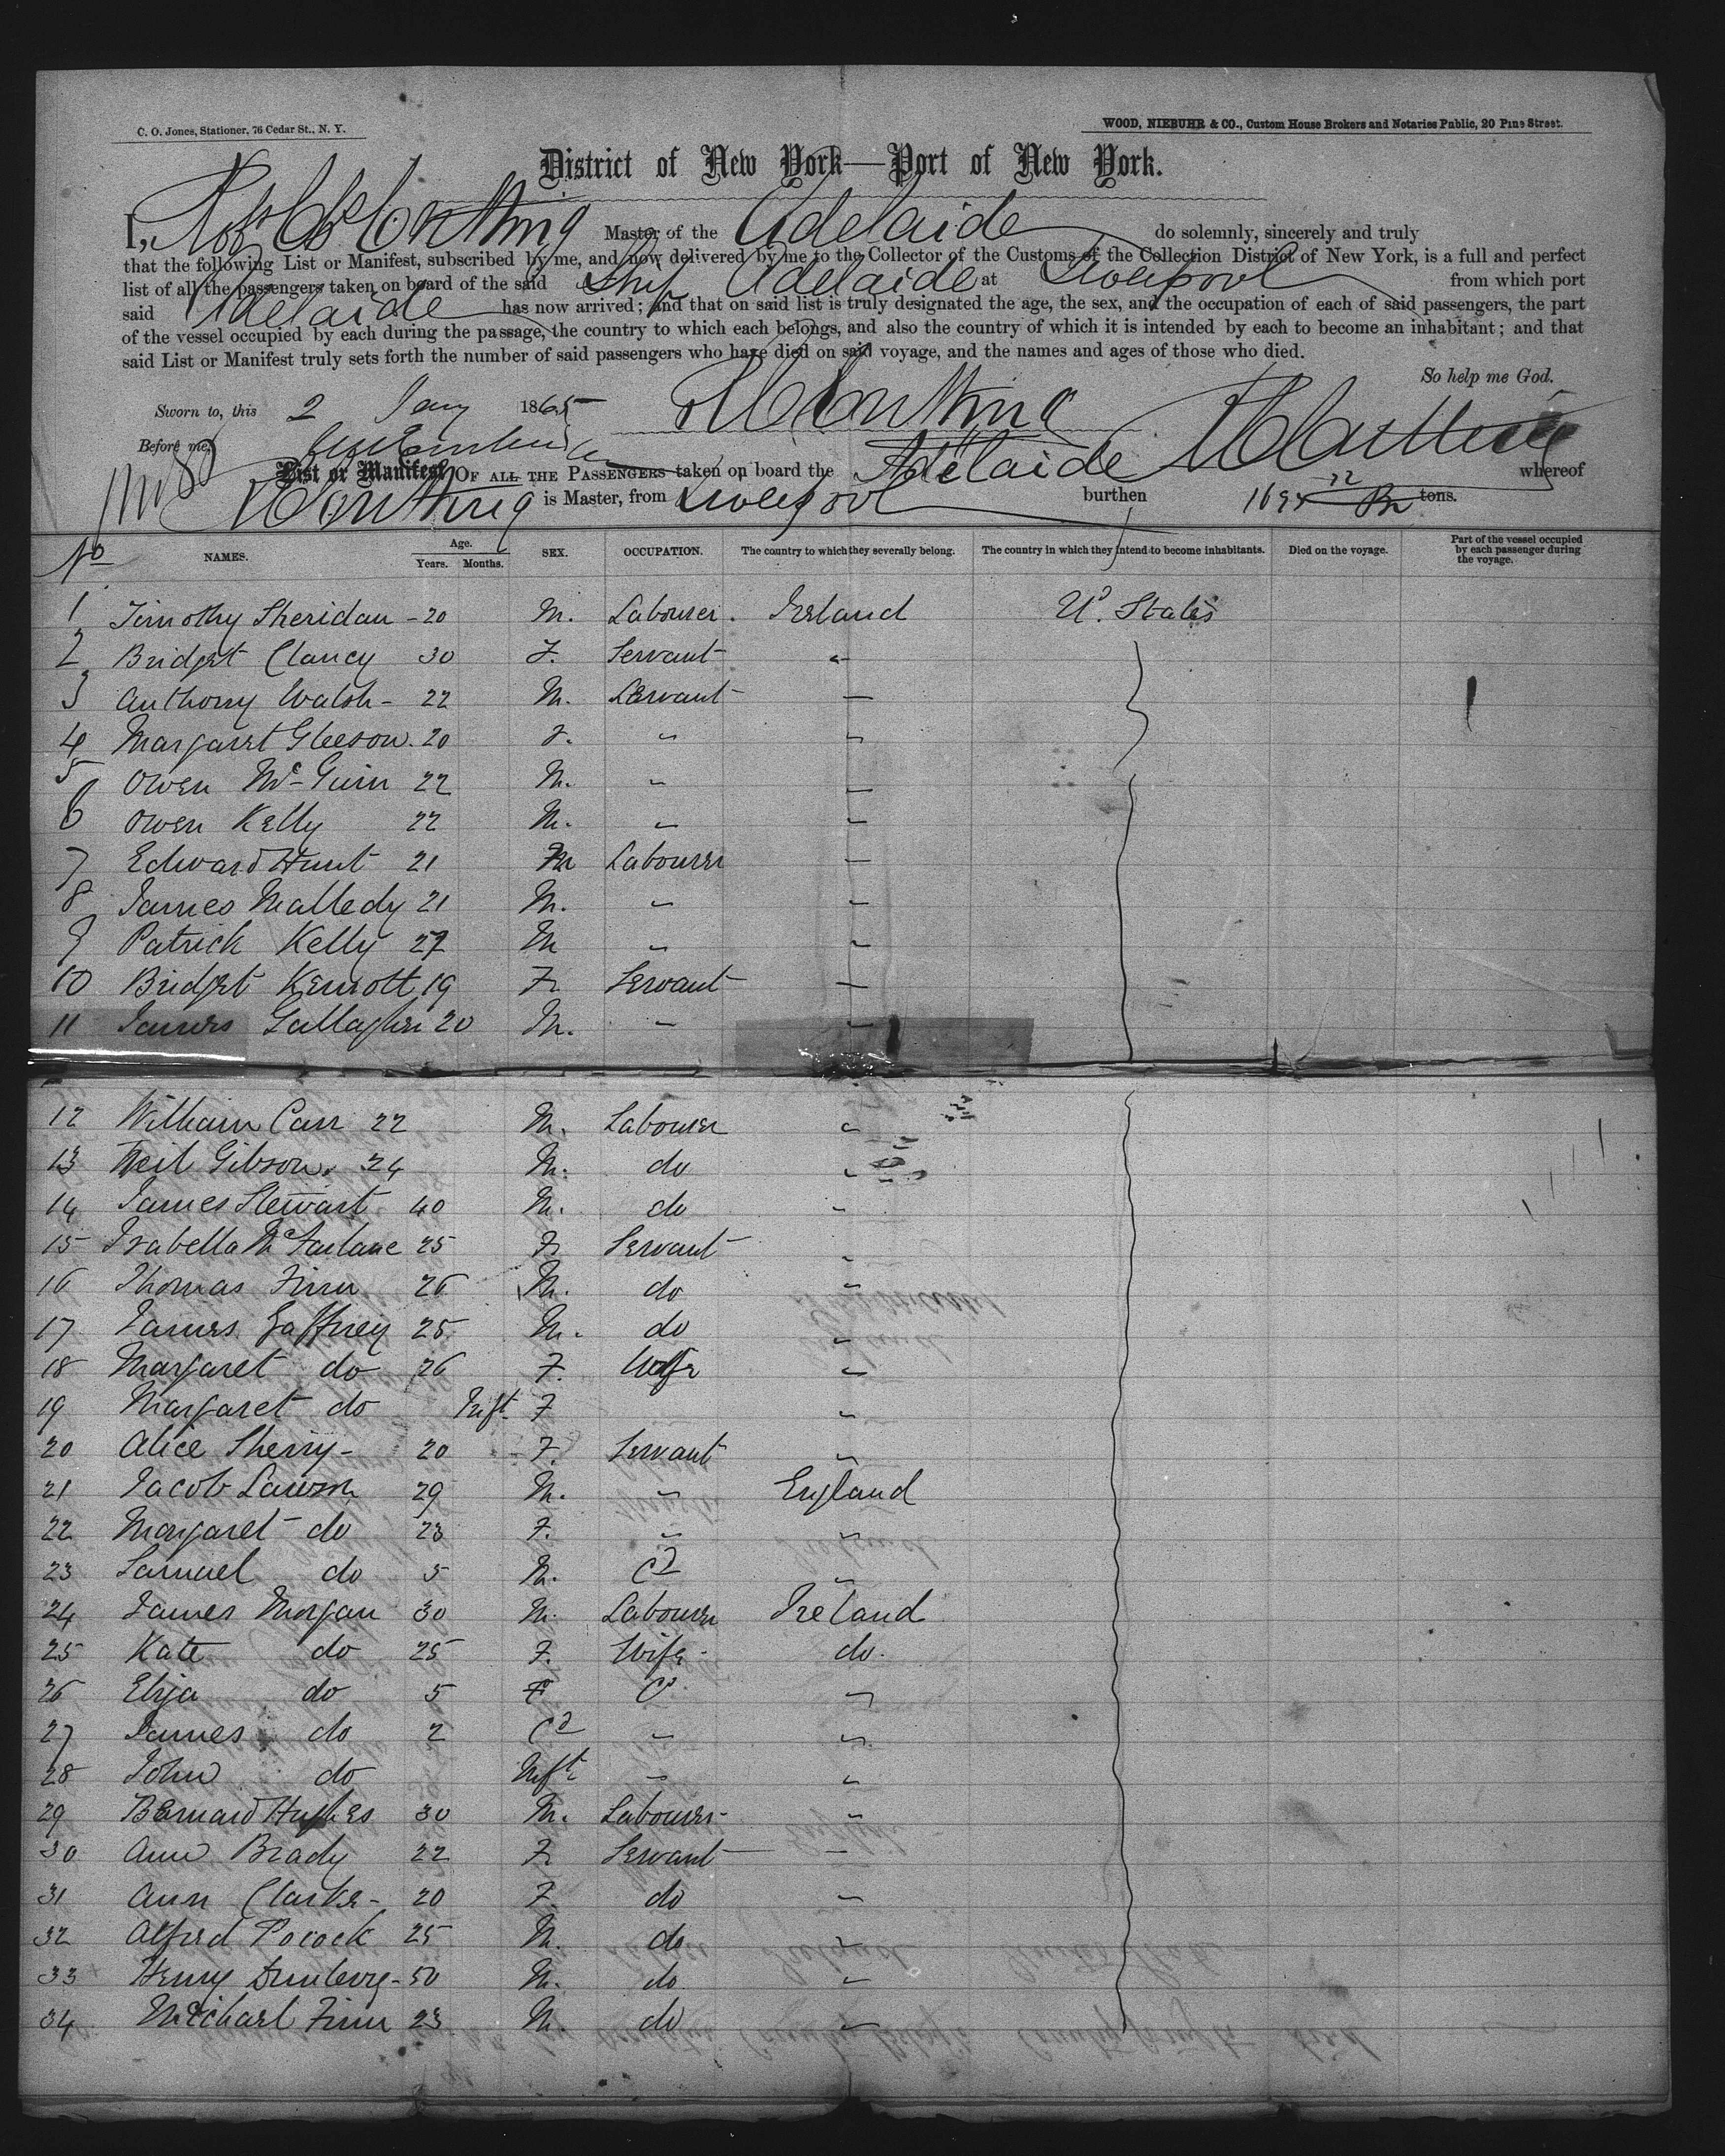 C. O. Jones, Stationer, 76 Cedar St., N. Y.
WOOD, NIEBUHR & CO., Custom House Brokers and Notaries Public, 20 Pine Street.
District of New York—Port of New York.
I, Master of the Adelaide do solemnly, sincerely and truly
that the following List or Manifest, subscribed by me, and now delivered by me to the Collector of the Customs of the Collection District of New York, is a full and perfect
list of all the passengers taken on board of the said Ship Adelaide at Liverpool from which port
said Adelaide has now arrived; and that on said list is truly designated the age, the sex, and the occupation of each of said passengers, the part
of the vessel occupied by each during the passage, the country to which each belongs, and also the country of which it is intended by each to become an inhabitant; and that
said List or Manifest truly sets forth the number of said passengers who have died on said voyage, and the names and ages of those who died.
So help me God.
Sworn to, this 2 Jany 1865
Before me,
List or Manifest OF ALL THE PASSENGERS taken on board the Adelaide whereof
is Master, from Liverpool burthen tons.
No NAMES. Age. Years. Months. SEX. OCCUPATION. The country to which they severally belong. The country in which they intend to become inhabitants. Died on the voyage. Part of the vessel occupied by each passenger during the voyage.
1 Timothy Sheridan - 20 M. Labourer. Ireland U. States
2 Bridget Clancy 30 F. Servant "
3 Anthony Walsh - 22 M. Servant —
4 Margaret Gleeson. 20 F. " "
5 Owen Mc Guin 22 M. " —
6 Owen Kelly 22 M. " "
7 Edward Hunt 21 M Labourer —
8 James Malledy 21 M. " "
9 Patrick Kelly 27 M " "
10 Bridget Kerrott 19 F Servant —
11 James Gallagher 20 M. " "
12 William Carr 22 M. Labourer "
13 Neil Gibson. 24 M. do "
14 James Stewart 40 M. do "
15 Isabella Mc Farlane 25 F Servant "
16 Thomas Finn 26 M. do "
17 James Gaffney 25 M. do "
18 Margaret do 26 F. Wife "
19 Margaret do Inft F "
20 Alice Sherry - 20 F. Servant "
21 Jacob Lawson 29 M. " England
22 Margaret do 23 F. " "
23 Samuel do 5 M. Cd "
24 James Morgan 30 M. Labourer Ireland
25 Kate do 25 F. Wife. do.
26 Eliza do 5 F Cd "
27 James do 2 Cd " "
28 John do Inft " "
29 Bernard Hughes 30 M. Labourer "
30 Ann Brady 22 F Servant —
31 Ann Clarke - 20 F. do "
32 Alfred Pocock 25 M. do "
33 Henry - 50 M. do "
34 Michael Finn 23 M do "